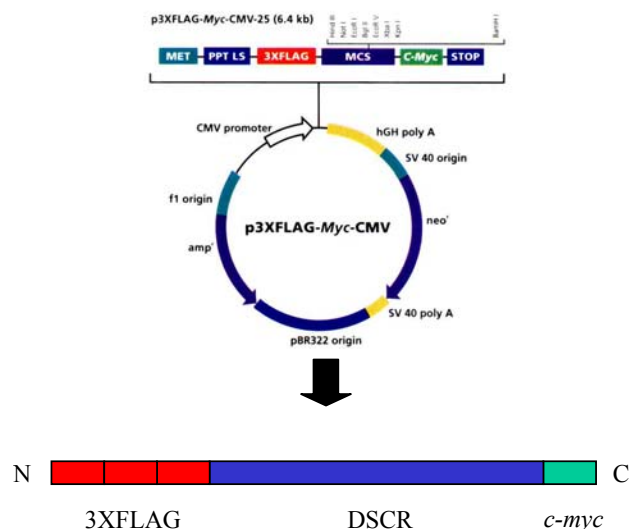 p3XFLAG-Myc-CMV-25 (6.4 kb)
Hind III
Not I
EcoR I
Bgl II
EcoR V
Xba I
Kpn I
BamH I
MET PPT LS 3XFLAG MCS C-Myc STOP
CMV promoter
hGH poly A
SV 40 origin
f1 origin
p3XFLAG-Myc-CMV
neoʳ
ampʳ
SV 40 poly A
pBR322 origin
N C
3XFLAG DSCR c-myc